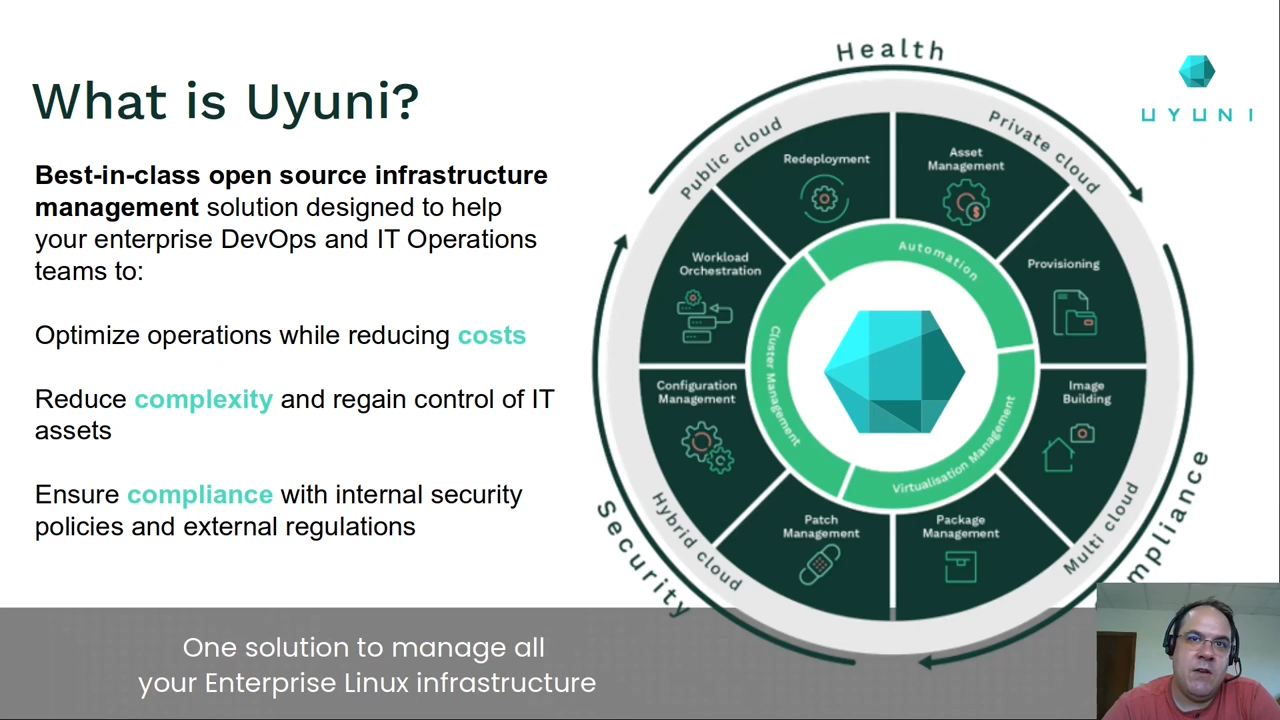 What is Uyuni?
Best-in-class open source infrastructure
management solution designed to help
your enterprise DevOps and IT Operations
teams to:
Optimize operations while reducing costs
Reduce complexity and regain control of IT
assets
Ensure compliance with internal security
policies and external regulations
One solution to manage all
your Enterprise Linux infrastructure
Health
Public cloud
Private cloud
Redeployment
Asset
Management
Workload
Orchestration
Provisioning
Configuration
Management
Image
Building
Patch
Management
Package
Management
Automation
Cluster Management
Virtualisation Management
Hybrid cloud
Multi cloud
Security
mpliance
UYUNI